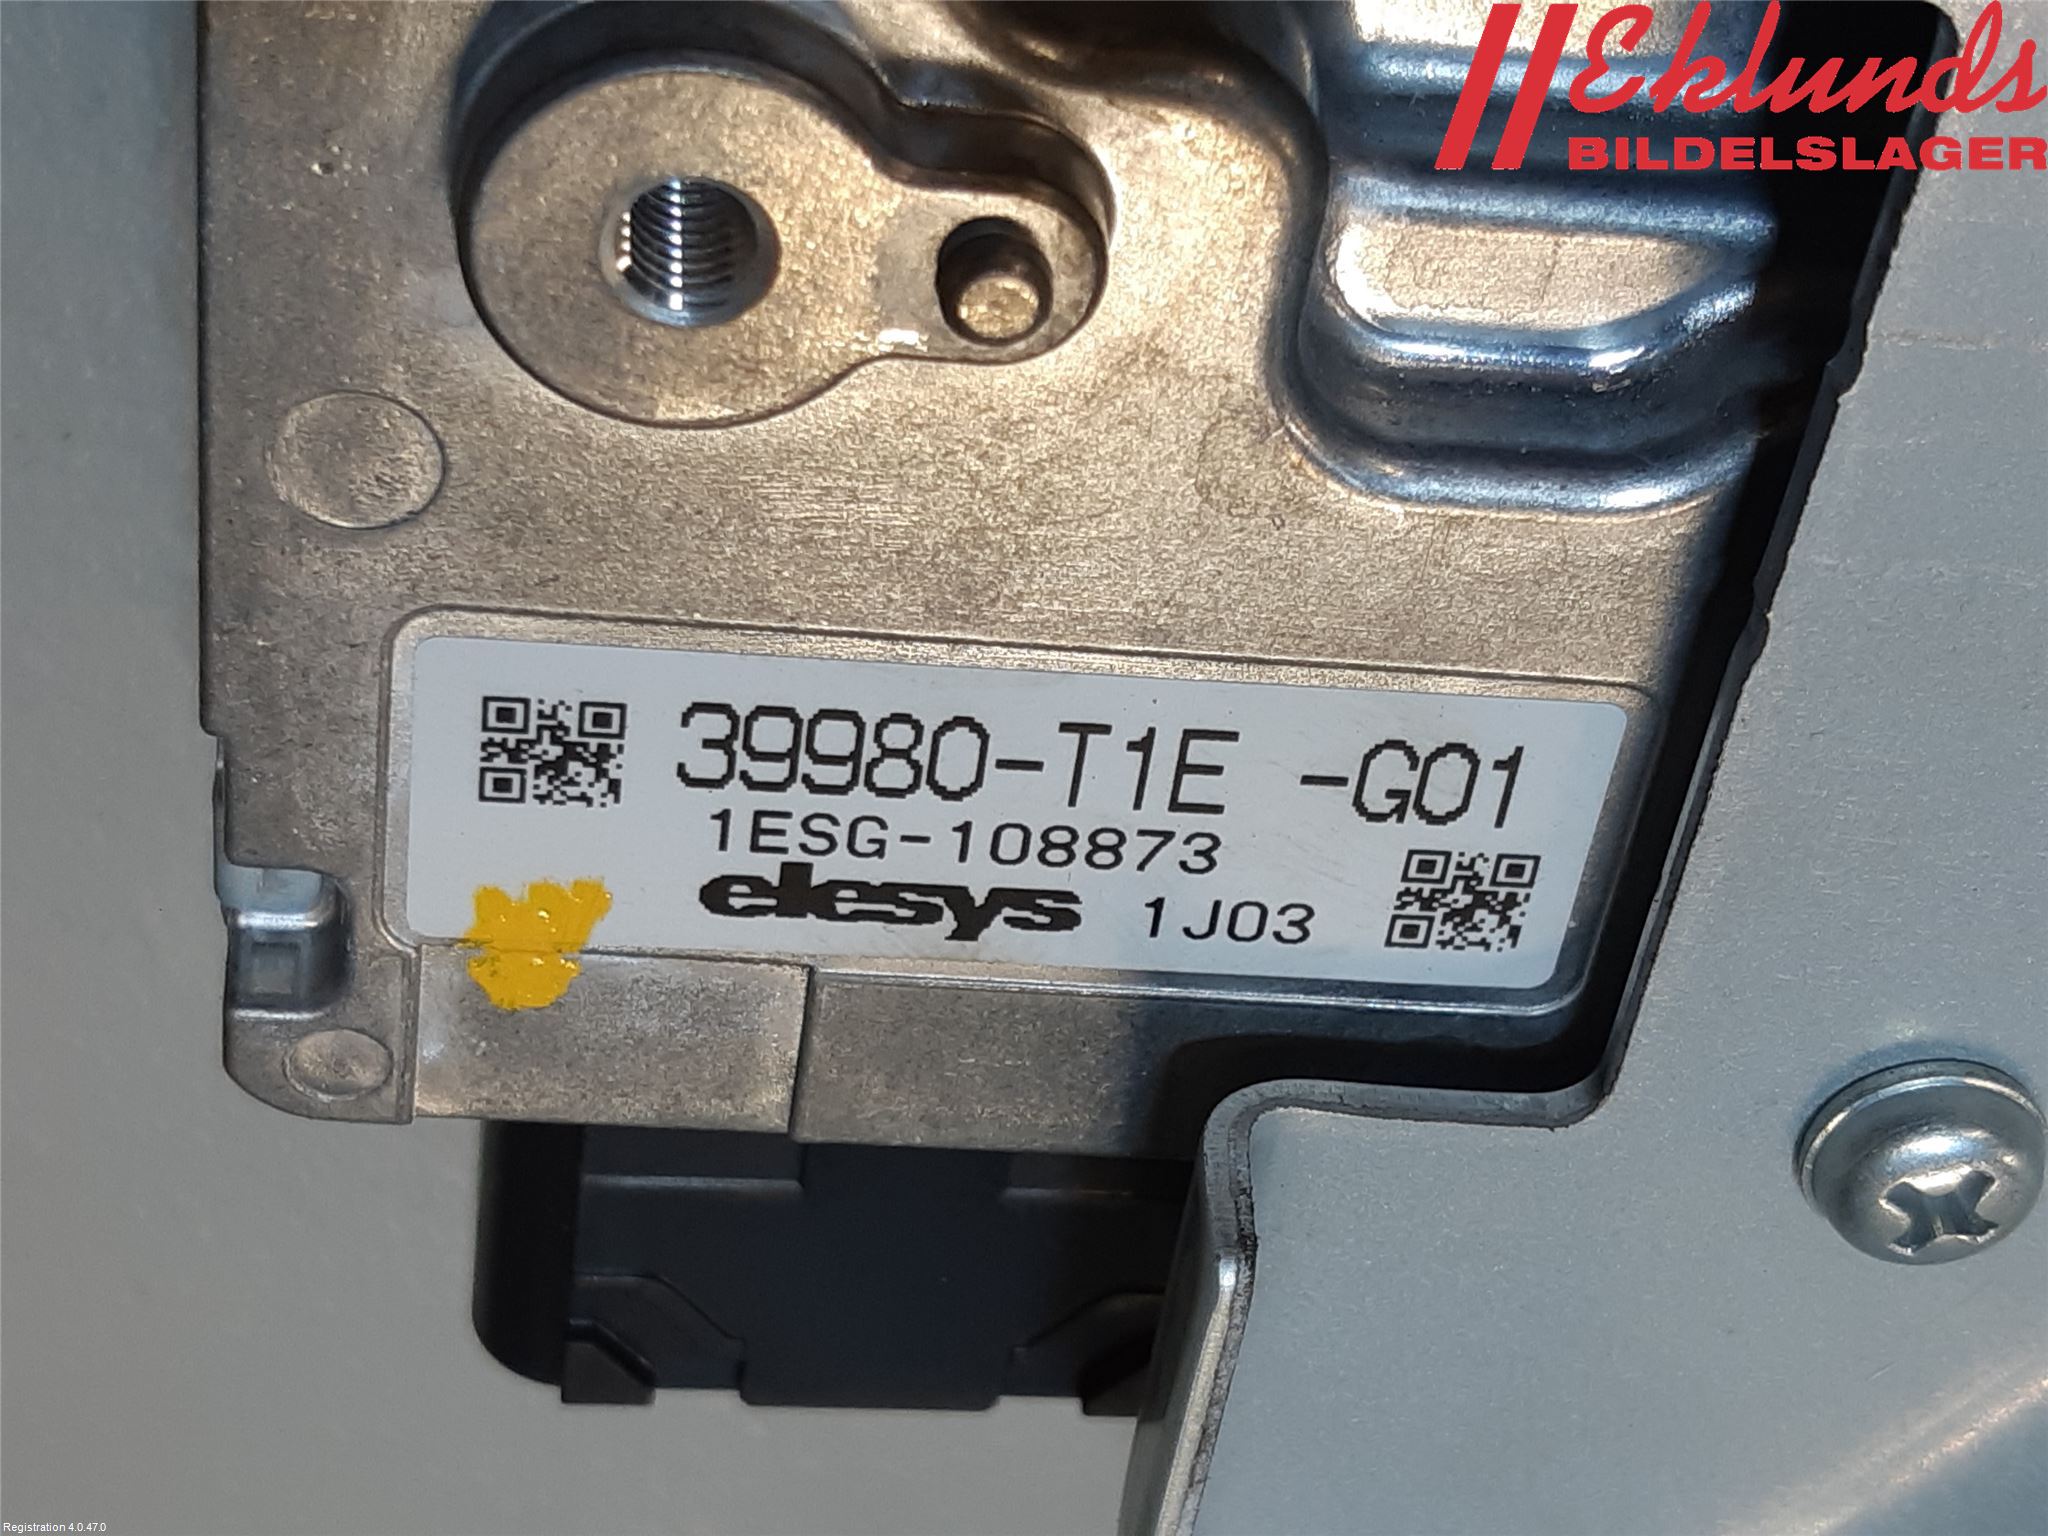 Eklunds
BILDELSLAGER
39980-T1E -G01
1ESG-108873
elesys 1J03
Registration 4.0.47.0